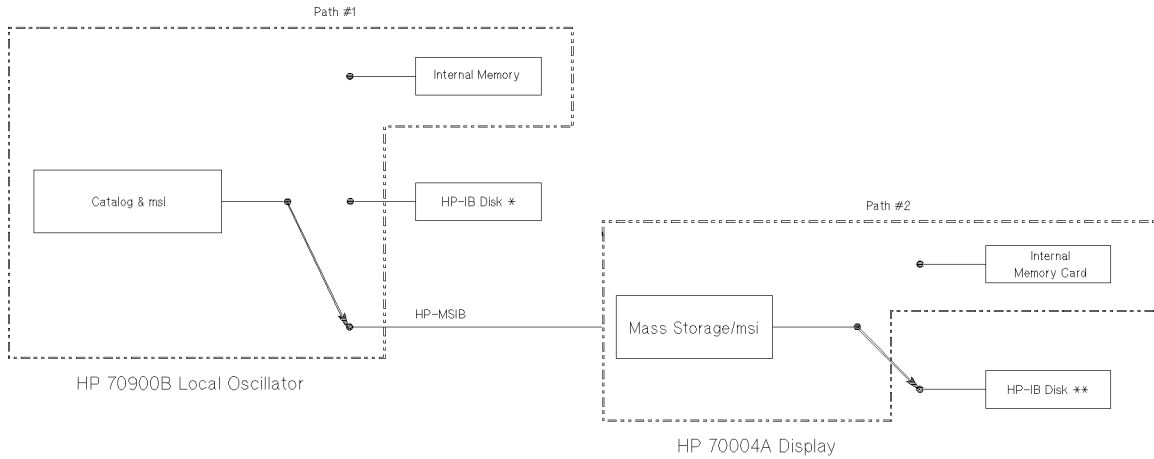 Path #1
Internal Memory
Catalog & msi
HP-IB Disk *
Path #2
Internal
Memory Card
HP-MSIB
Mass Storage/msi
HP 70900B Local Oscillator
HP-IB Disk **
HP 70004A Display